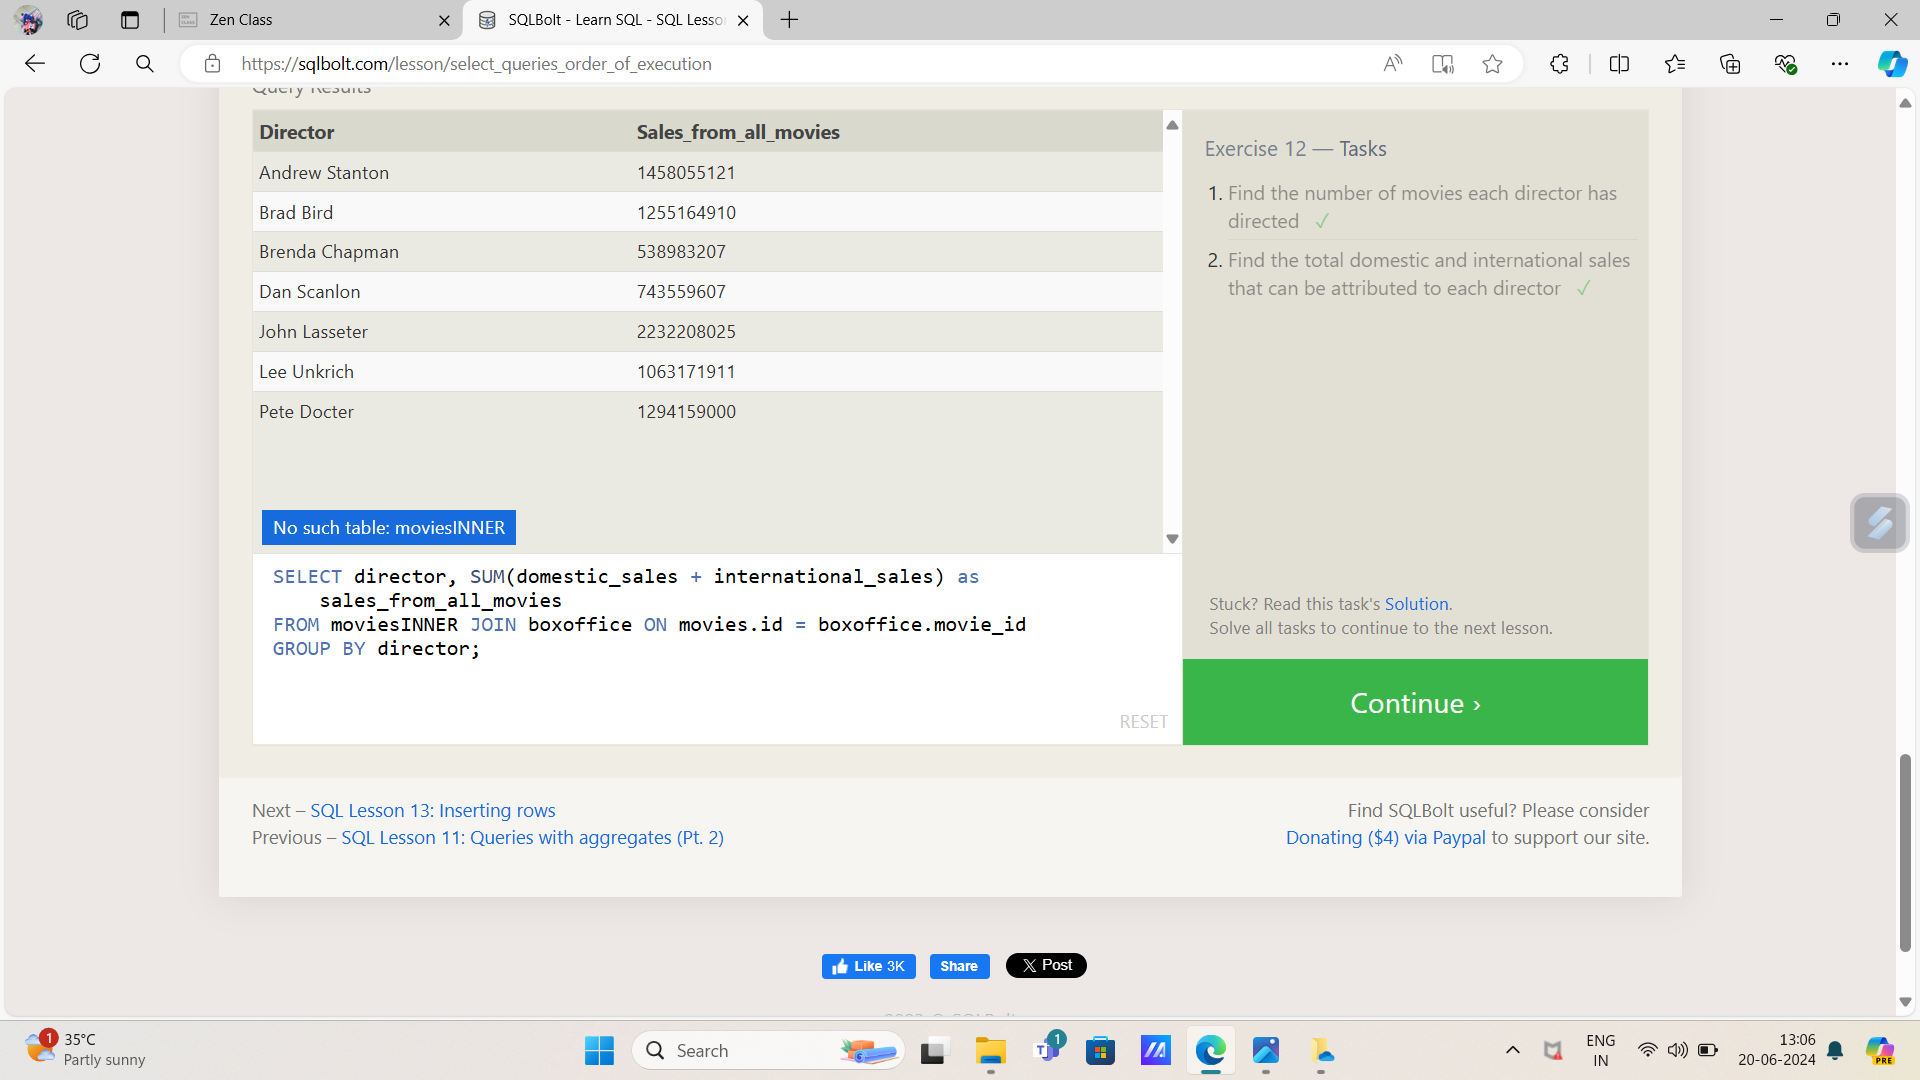 Zen Class
SQLBolt - Learn SQL - SQL Lesso
https://sqlbolt.com/lesson/select_queries_order_of_execution
Query Results
Director Sales_from_all_movies
Andrew Stanton 1458055121
Brad Bird 1255164910
Brenda Chapman 538983207
Dan Scanlon 743559607
John Lasseter 2232208025
Lee Unkrich 1063171911
Pete Docter 1294159000
No such table: moviesINNER
SELECT director, SUM(domestic_sales + international_sales) as
sales_from_all_movies
FROM moviesINNER JOIN boxoffice ON movies.id = boxoffice.movie_id
GROUP BY director;
RESET
Exercise 12 — Tasks
1. Find the number of movies each director has
directed ✓
2. Find the total domestic and international sales
that can be attributed to each director ✓
Stuck? Read this task's Solution.
Solve all tasks to continue to the next lesson.
Continue ›
Next – SQL Lesson 13: Inserting rows
Previous – SQL Lesson 11: Queries with aggregates (Pt. 2)
Find SQLBolt useful? Please consider
Donating ($4) via Paypal to support our site.
Like 3K
Share
X Post
1
35°C
Partly sunny
Search
1
ENG
IN
13:06
20-06-2024
PRE